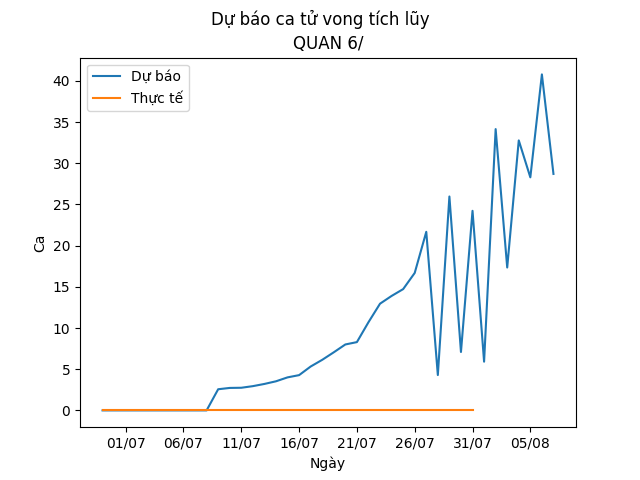 Dự báo ca tử vong tích lũy
QUAN 6/
Dự báo
Thực tế
Ca
40
35
30
25
20
15
10
5
0
01/07 06/07 11/07 16/07 21/07 26/07 31/07 05/08
Ngày